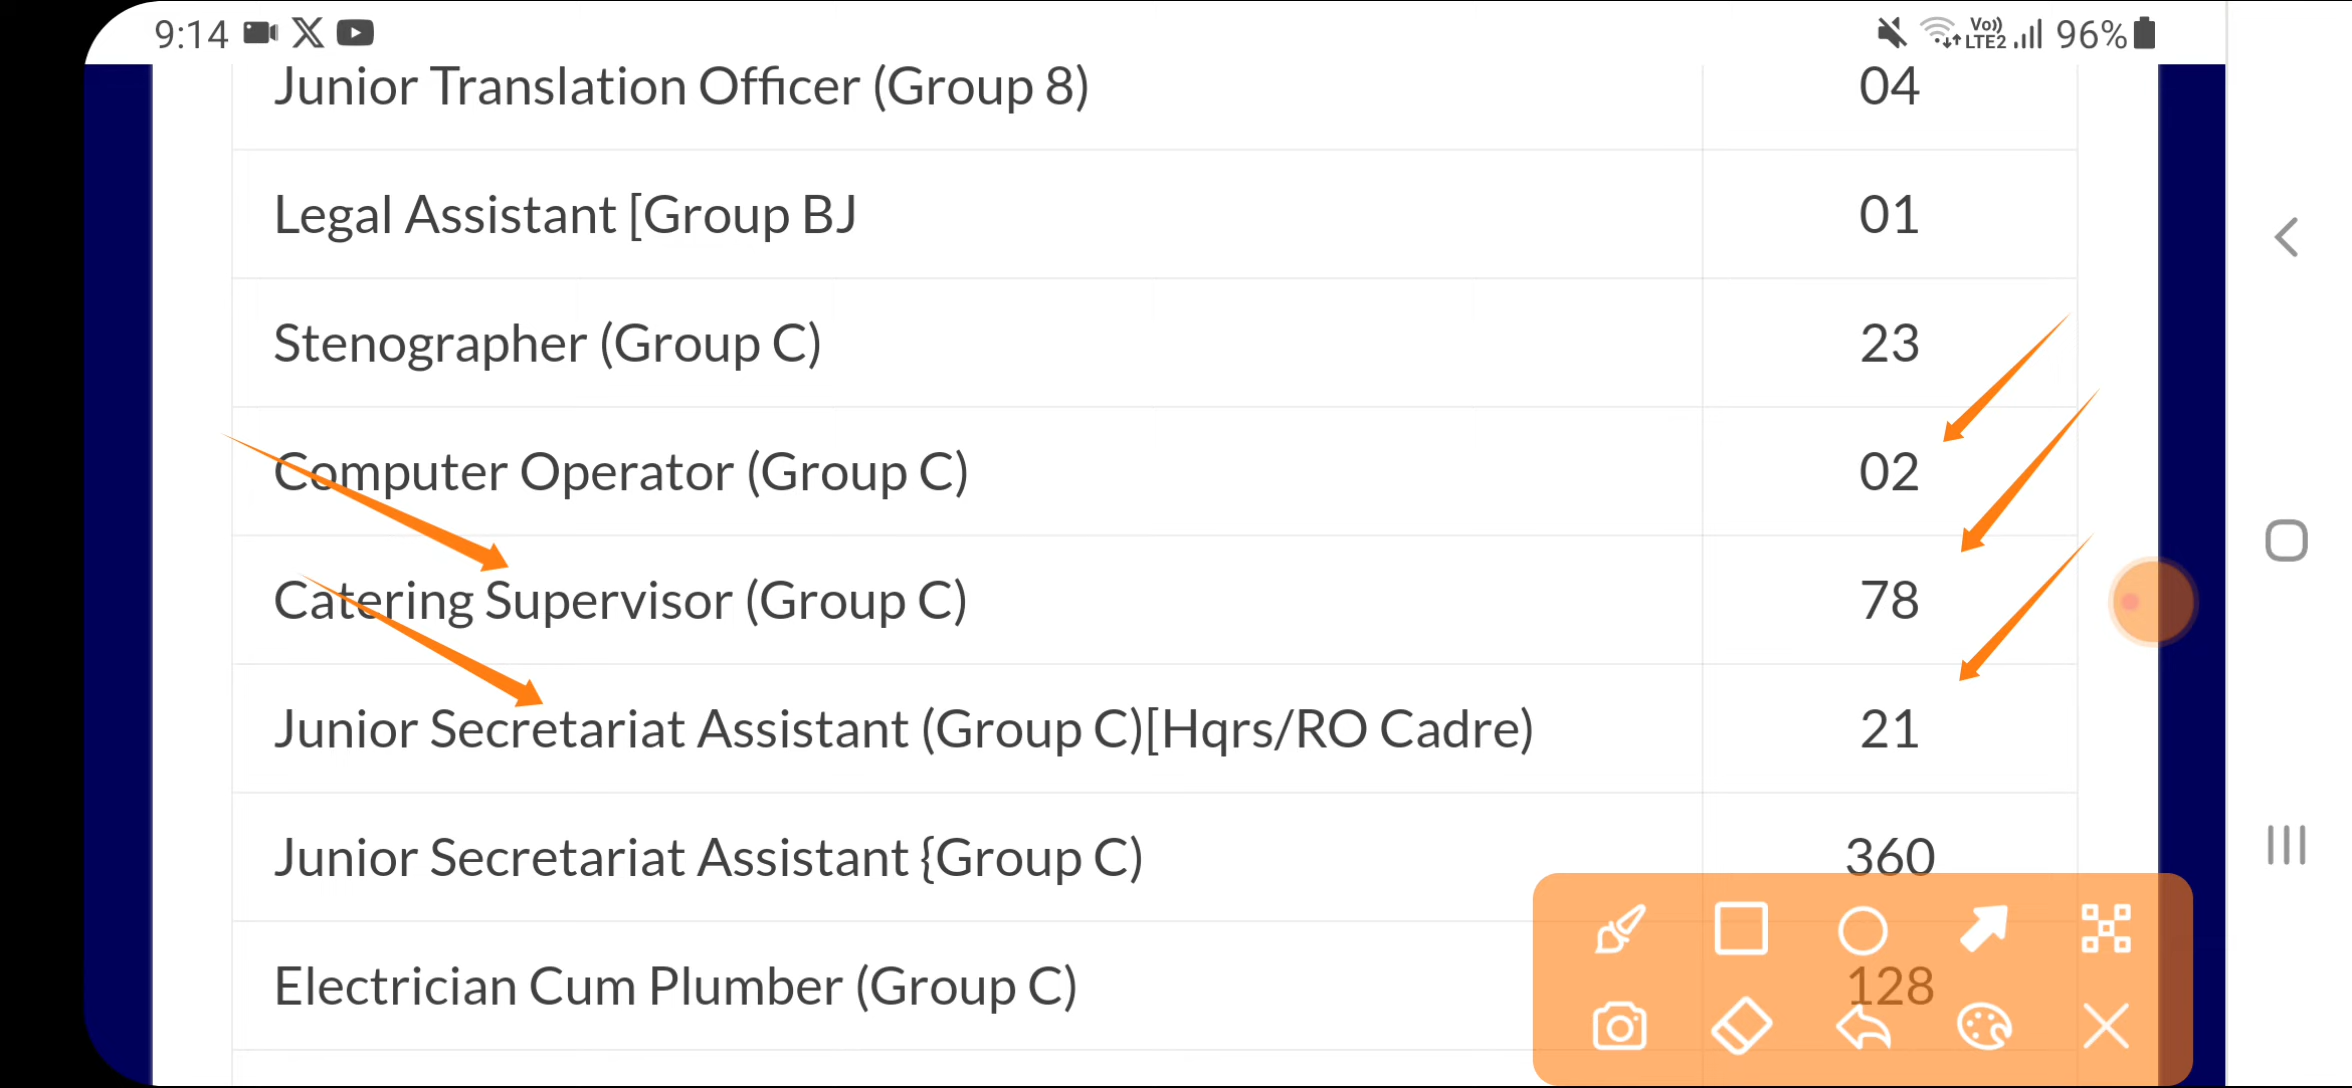 9:14 Vo)) LTE2 96%
Junior Translation Officer (Group 8) 04
Legal Assistant [Group BJ 01
Stenographer (Group C) 23
Computer Operator (Group C) 02
Catering Supervisor (Group C) 78
Junior Secretariat Assistant (Group C)[Hqrs/RO Cadre) 21
Junior Secretariat Assistant {Group C) 360
Electrician Cum Plumber (Group C) 128